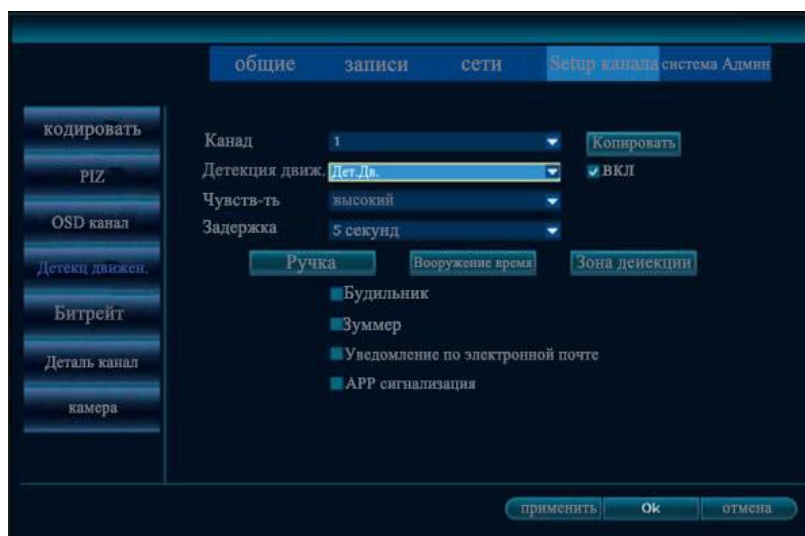 общие записи сети Setup канала система Админ
кодировать
PIZ
OSD канал
Детекц движен.
Битрейт
Деталь канал
камера
Канад 1 Копировать
Детекция движ. Дет.Дв. ВКЛ
Чувств-ть высокий
Задержка 5 секунд
Ручка Вооружение время Зона деиекции
Будильник
Зуммер
Уведомление по электронной почте
APP сигнализация
применить Ok отмена